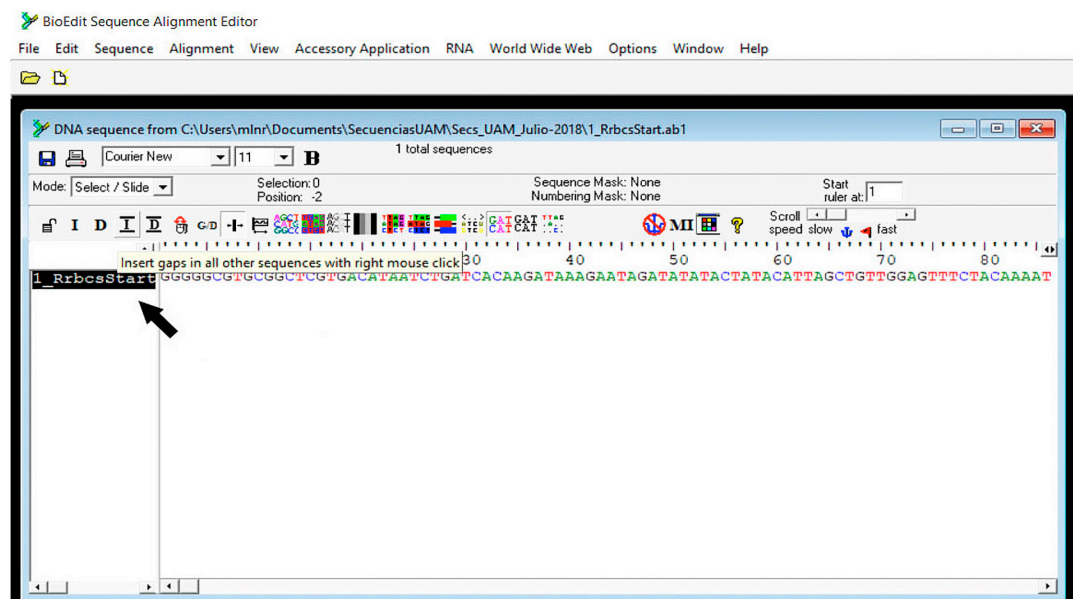 BioEdit Sequence Alignment Editor
File Edit Sequence Alignment View Accessory Application RNA World Wide Web Options Window Help
DNA sequence from C:\Users\mlnr\Documents\SecuenciasUAM\Secs_UAM_Julio-2018\1_RrbcsStart.ab1
Courier New 11 B 1 total sequences
Mode: Select / Slide Selection: 0 Sequence Mask: None Start
Position: -2 Numbering Mask: None ruler at: 1
I D I D G/D GAT GAT MI ? Scroll
CAT CAT speed slow fast
Insert gaps in all other sequences with right mouse click 30 40 50 60 70 80
1_RrbcsStart GGGGGCGTGCGGCTCGTGACATAATCTGATCACAAGATAAAGAATAGATATATACTATACATTAGCTGTTGGAGTTTCTACAAAAT